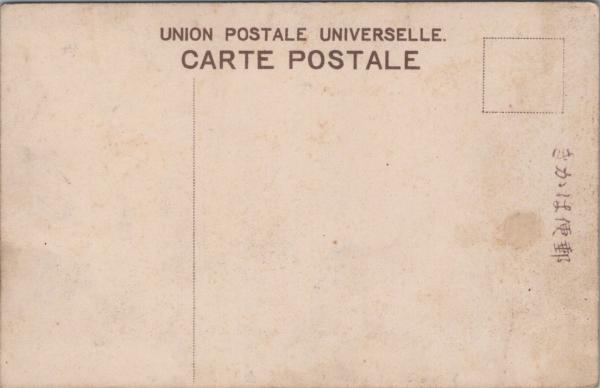 UNION POSTALE UNIVERSELLE.
CARTE POSTALE
郵便はかき